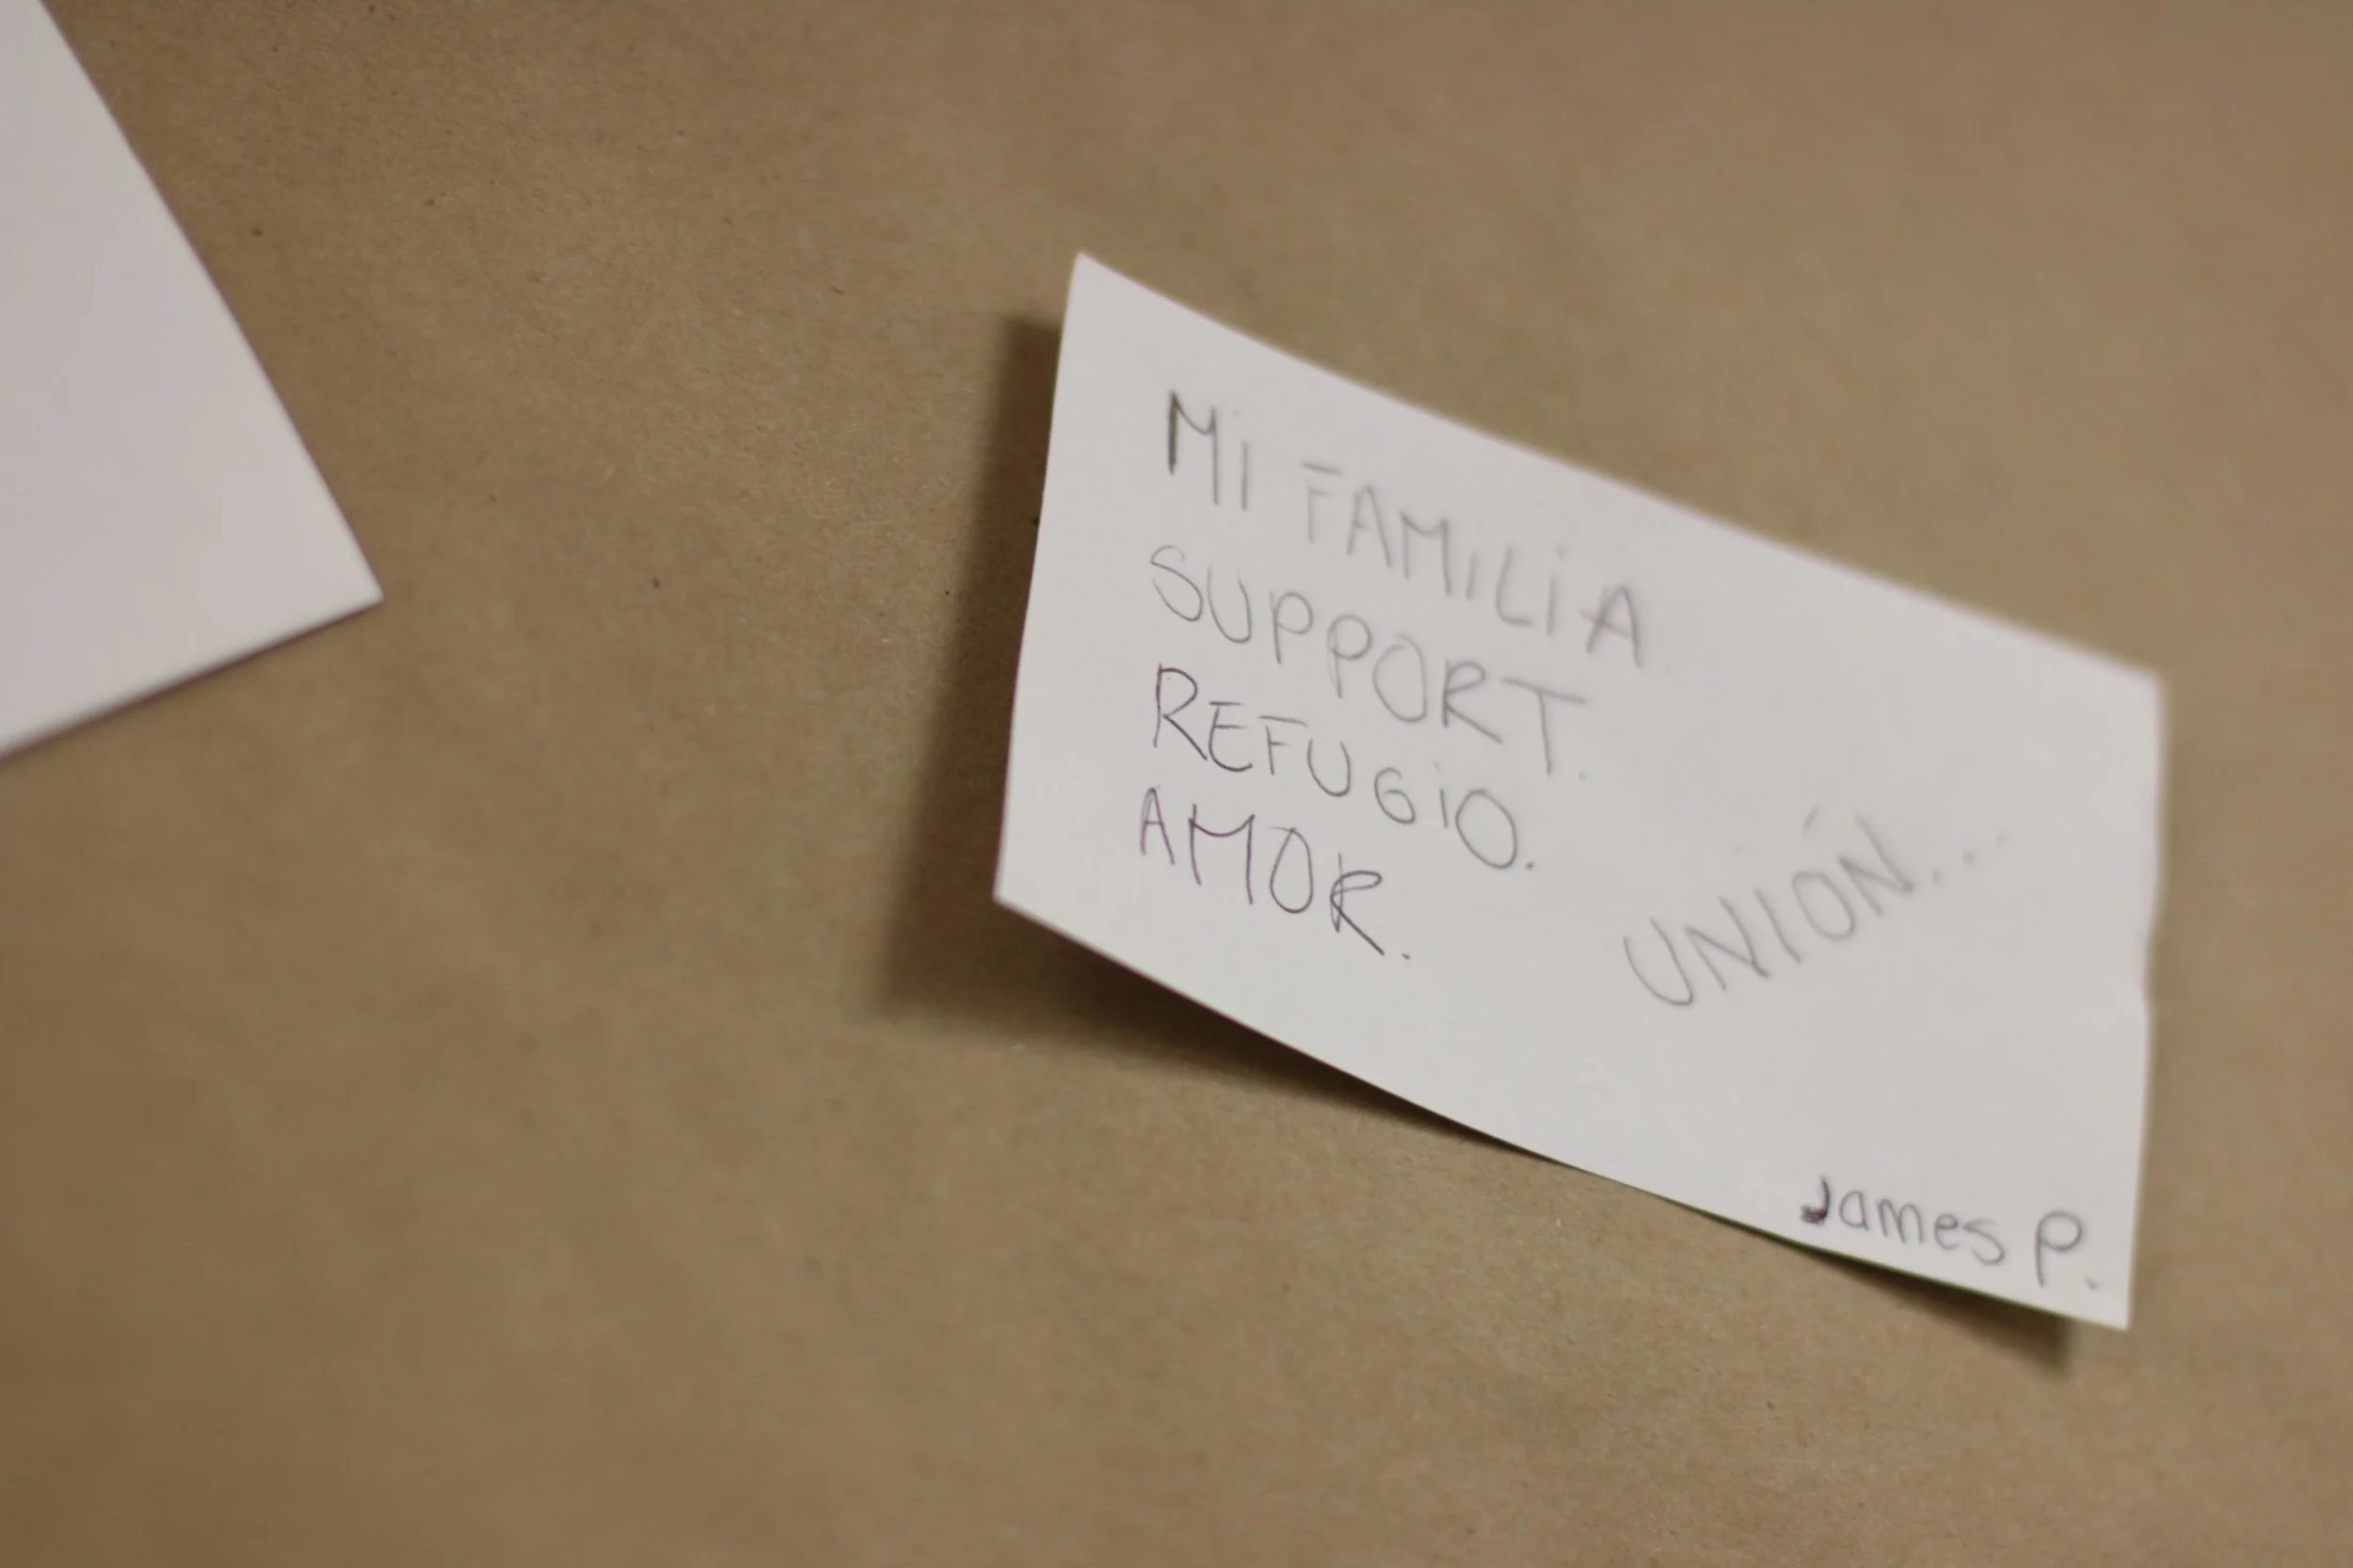 Mi FAMiLiA
SUPPORT.
REFUGiO.
AMOR.
UNIÓN...
James P.